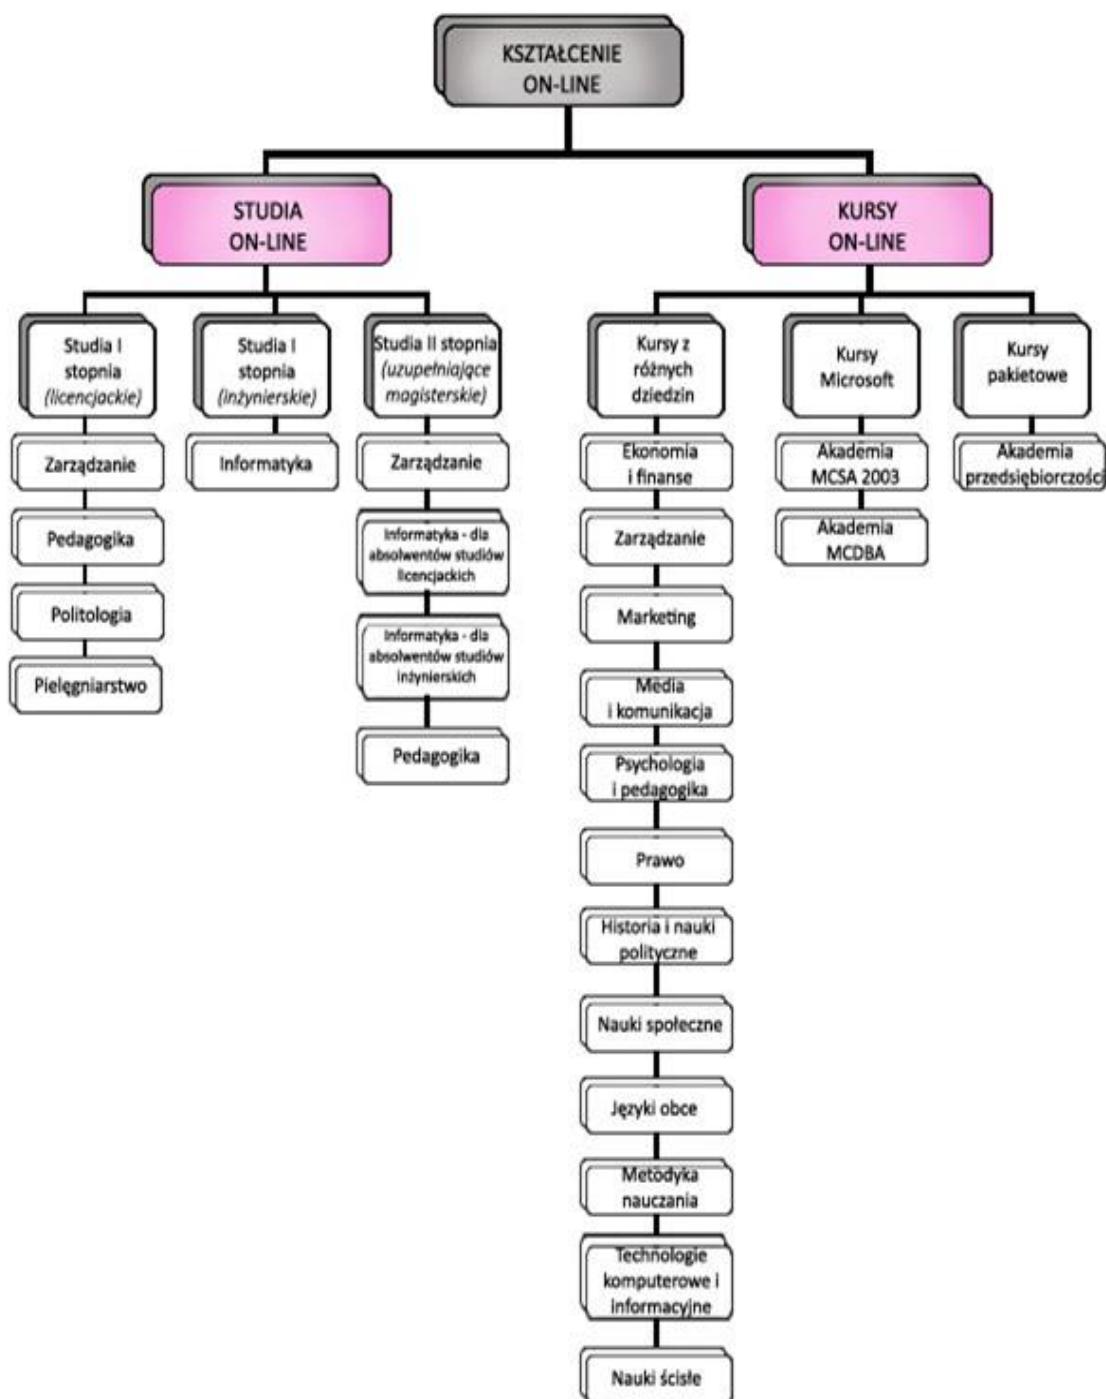 KSZTAŁCENIE
ON-LINE
STUDIA
ON-LINE
KURSY
ON-LINE
Studia I
stopnia
(licencjackie)
Zarządzanie
Pedagogika
Politologia
Pielęgniarstwo
Studia I
stopnia
(inżynierskie)
Informatyka
Studia II stopnia
(uzupełniające
magisterskie)
Zarządzanie
Informatyka - dla
absolwentów studiów
licencjackich
Informatyka - dla
absolwentów studiów
inżynierskich
Pedagogika
Kursy z
różnych
dziedzin
Ekonomia
i finanse
Zarządzanie
Marketing
Media
i komunikacja
Psychologia
i pedagogika
Prawo
Historia i nauki
polityczne
Nauki społeczne
Języki obce
Metodyka
nauczania
Technologie
komputerowe i
informacyjne
Nauki ścisłe
Kursy
Microsoft
Akademia
MCSA 2003
Akademia
MCDBA
Kursy
pakietowe
Akademia
przedsiębiorczości